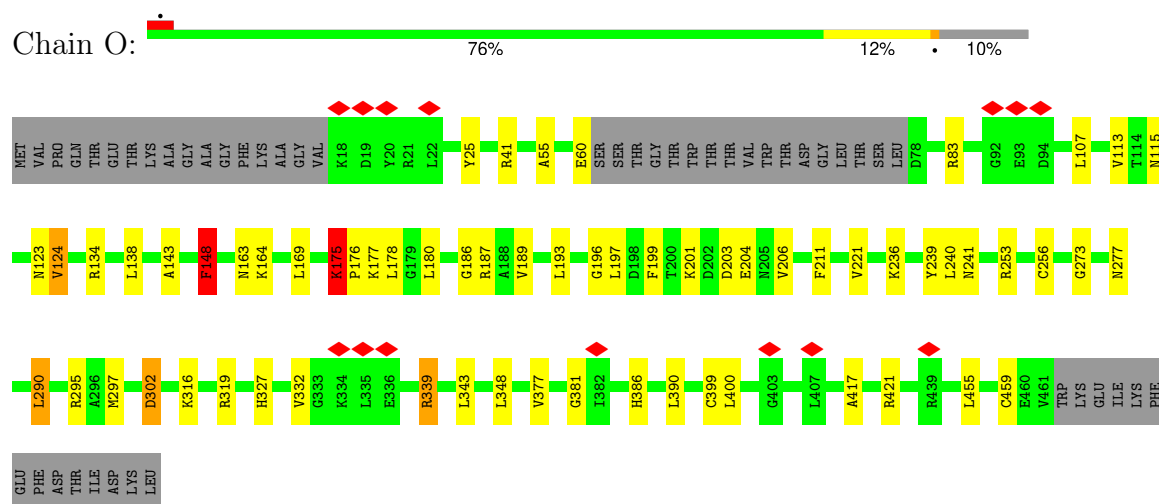 Chain O:
76% 12% • 10%
MET VAL PRO GLN THR GLU THR LYS ALA GLY ALA GLY PHE LYS ALA GLY VAL K18 D19 Y20 R21 L22 Y25 R41 A55 E60 SER SER THR GLY THR TRP THR THR VAL TRP THR ASP GLY LEU THR SER LEU D78 R83 G92 E93 D94 L107 V113 T114 N115
N123 V124 R134 L138 A143 F148 N163 K164 L169 K175 P176 K177 L178 G179 L180 G186 R187 A188 V189 L193 G196 L197 D198 F199 T200 K201 D202 D203 E204 N205 V206 F211 V221 K236 Y239 L240 N241 R253 C256 G273 N277
L290 R295 A296 M297 D302 K316 R319 H327 V332 G333 K334 L335 E336 R339 L343 L348 V377 G381 I382 H386 L390 C399 L400 G403 L407 A417 R421 R439 L455 C459 E460 V461 TRP LYS GLU ILE LYS PHE
GLU PHE ASP THR ILE ASP LYS LEU